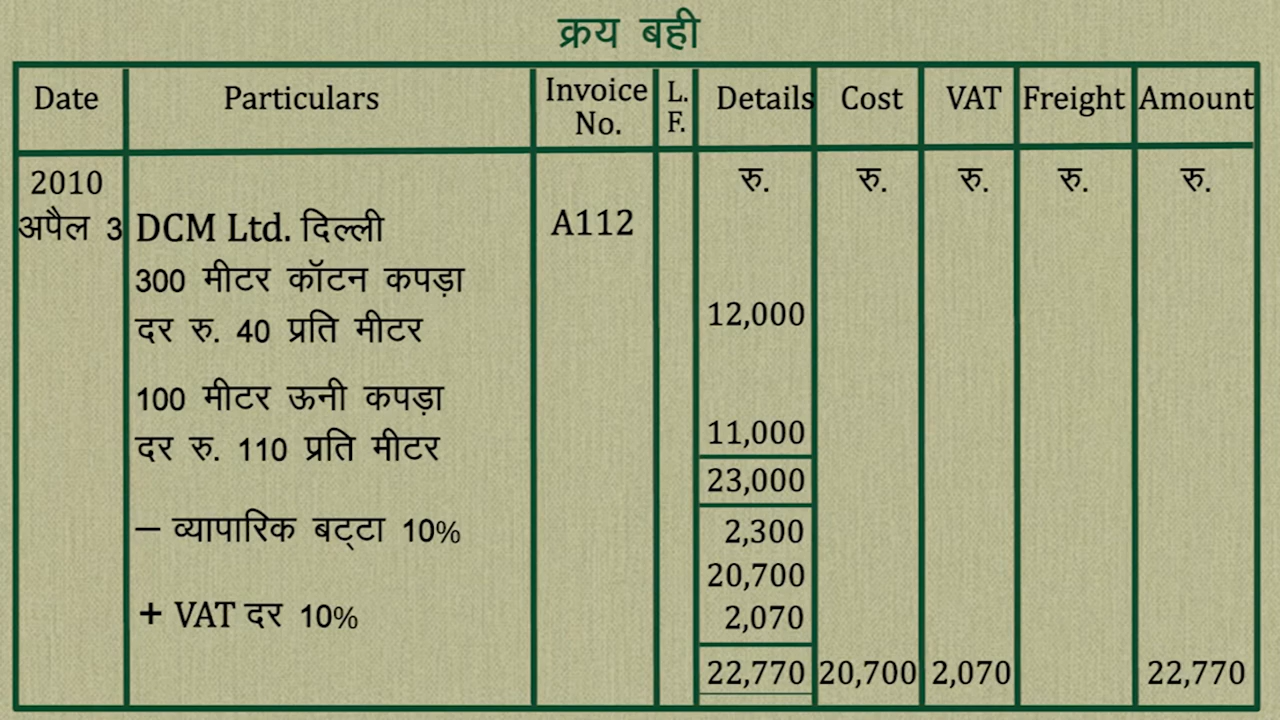 क्रय बही
Date Particulars Invoice No. L. F. Details Cost VAT Freight Amount
2010 रु. रु. रु. रु. रु.
अपैल 3 DCM Ltd. दिल्ली A112
300 मीटर कॉटन कपड़ा
दर रु. 40 प्रति मीटर 12,000
100 मीटर ऊनी कपड़ा
दर रु. 110 प्रति मीटर 11,000
23,000
– व्यापारिक बट्टा 10% 2,300
20,700
+ VAT दर 10% 2,070
22,770 20,700 2,070 22,770